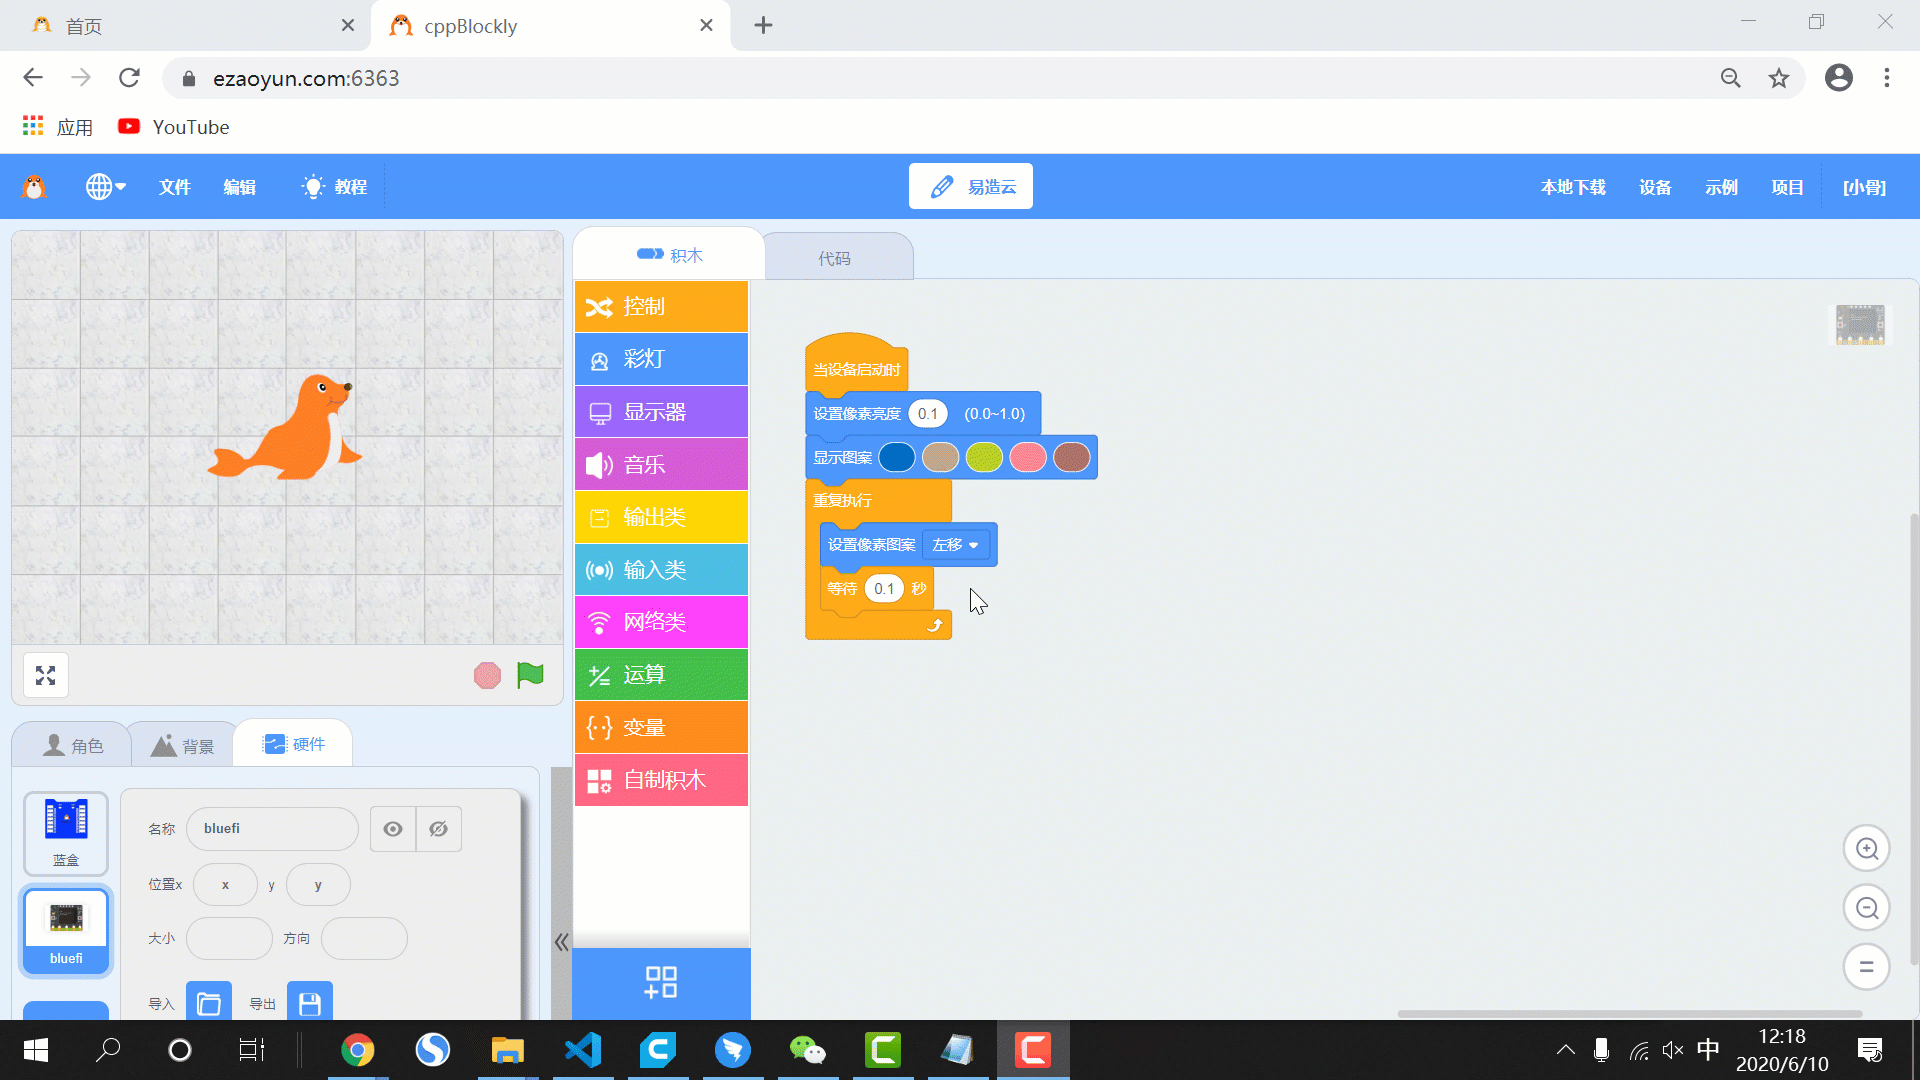 首页
cppBlockly
ezaoyun.com:6363
应用
YouTube
文件
编辑
教程
易造云
本地下载
设备
示例
项目
[小骨]
积木
代码
控制
彩灯
显示器
音乐
输出类
输入类
网络类
运算
变量
自制积木
当设备启动时
设置像素亮度 0.1 (0.0~1.0)
显示图案
重复执行
设置像素图案 左移
等待 0.1 秒
角色
背景
硬件
蓝盒
bluefi
名称 bluefi
位置x x y y
大小 方向
导入 导出
中
12:18
2020/6/10